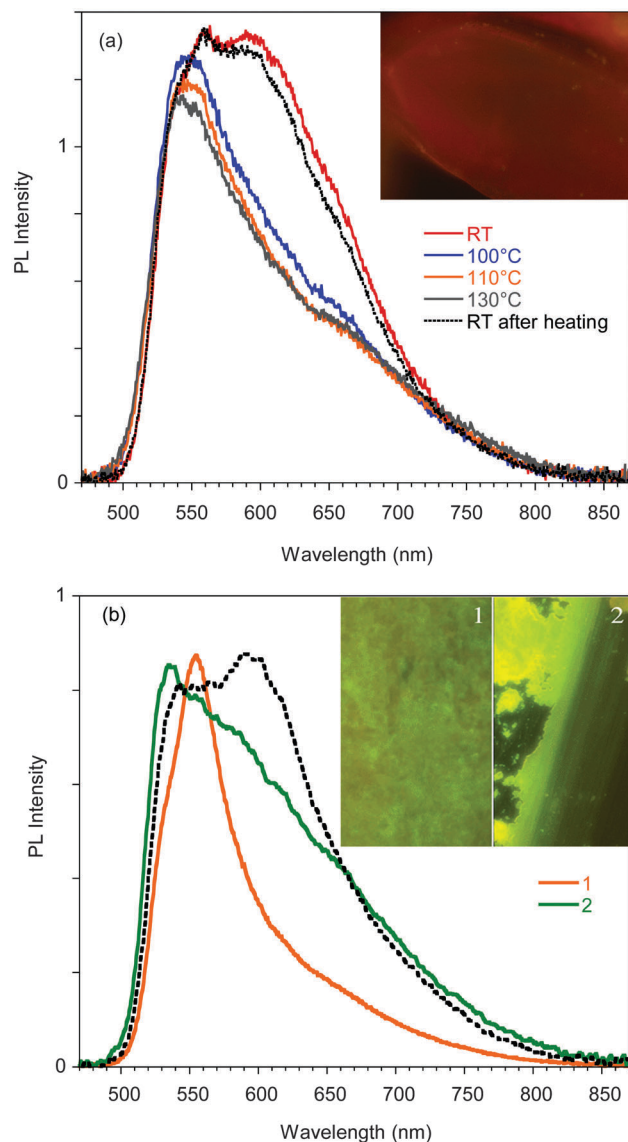 (a)
PL Intensity
1
0
RT
100°C
110°C
130°C
RT after heating
500 550 600 650 700 750 800 850
Wavelength (nm)
(b)
1
PL Intensity
0
1 2
1
2
500 550 600 650 700 750 800 850
Wavelength (nm)